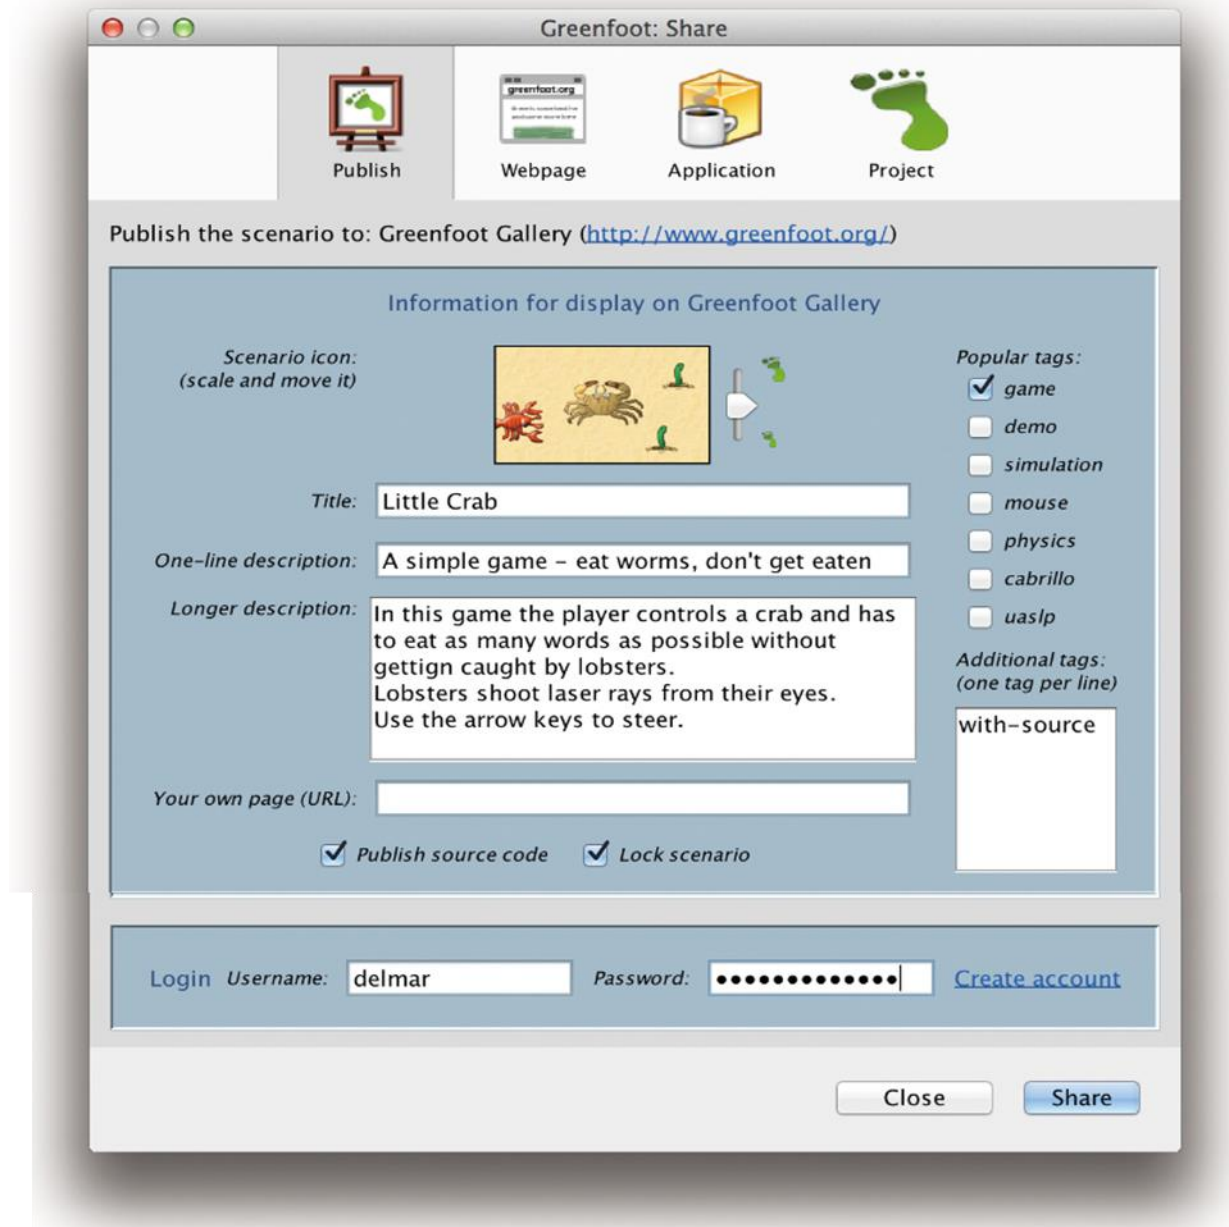 Greenfoot: Share
greenfoot.org
Publish
Webpage
Application
Project
Publish the scenario to: Greenfoot Gallery (http://www.greenfoot.org/)
Information for display on Greenfoot Gallery
Scenario icon:
(scale and move it)
Popular tags:
game
demo
simulation
mouse
physics
cabrillo
uaslp
Title: Little Crab
One-line description: A simple game – eat worms, don't get eaten
Longer description: In this game the player controls a crab and has
to eat as many words as possible without
gettign caught by lobsters.
Lobsters shoot laser rays from their eyes.
Use the arrow keys to steer.
Additional tags:
(one tag per line)
with-source
Your own page (URL):
Publish source code Lock scenario
Login Username: delmar Password: ••••••••••••• Create account
Close Share